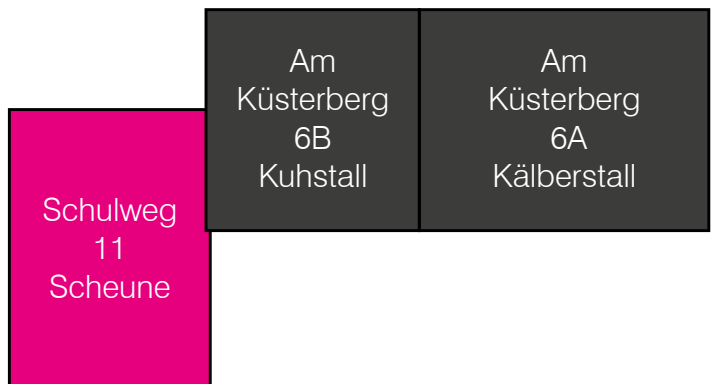 Am
Küsterberg
6B
Kuhstall
Am
Küsterberg
6A
Kälberstall
Schulweg
11
Scheune